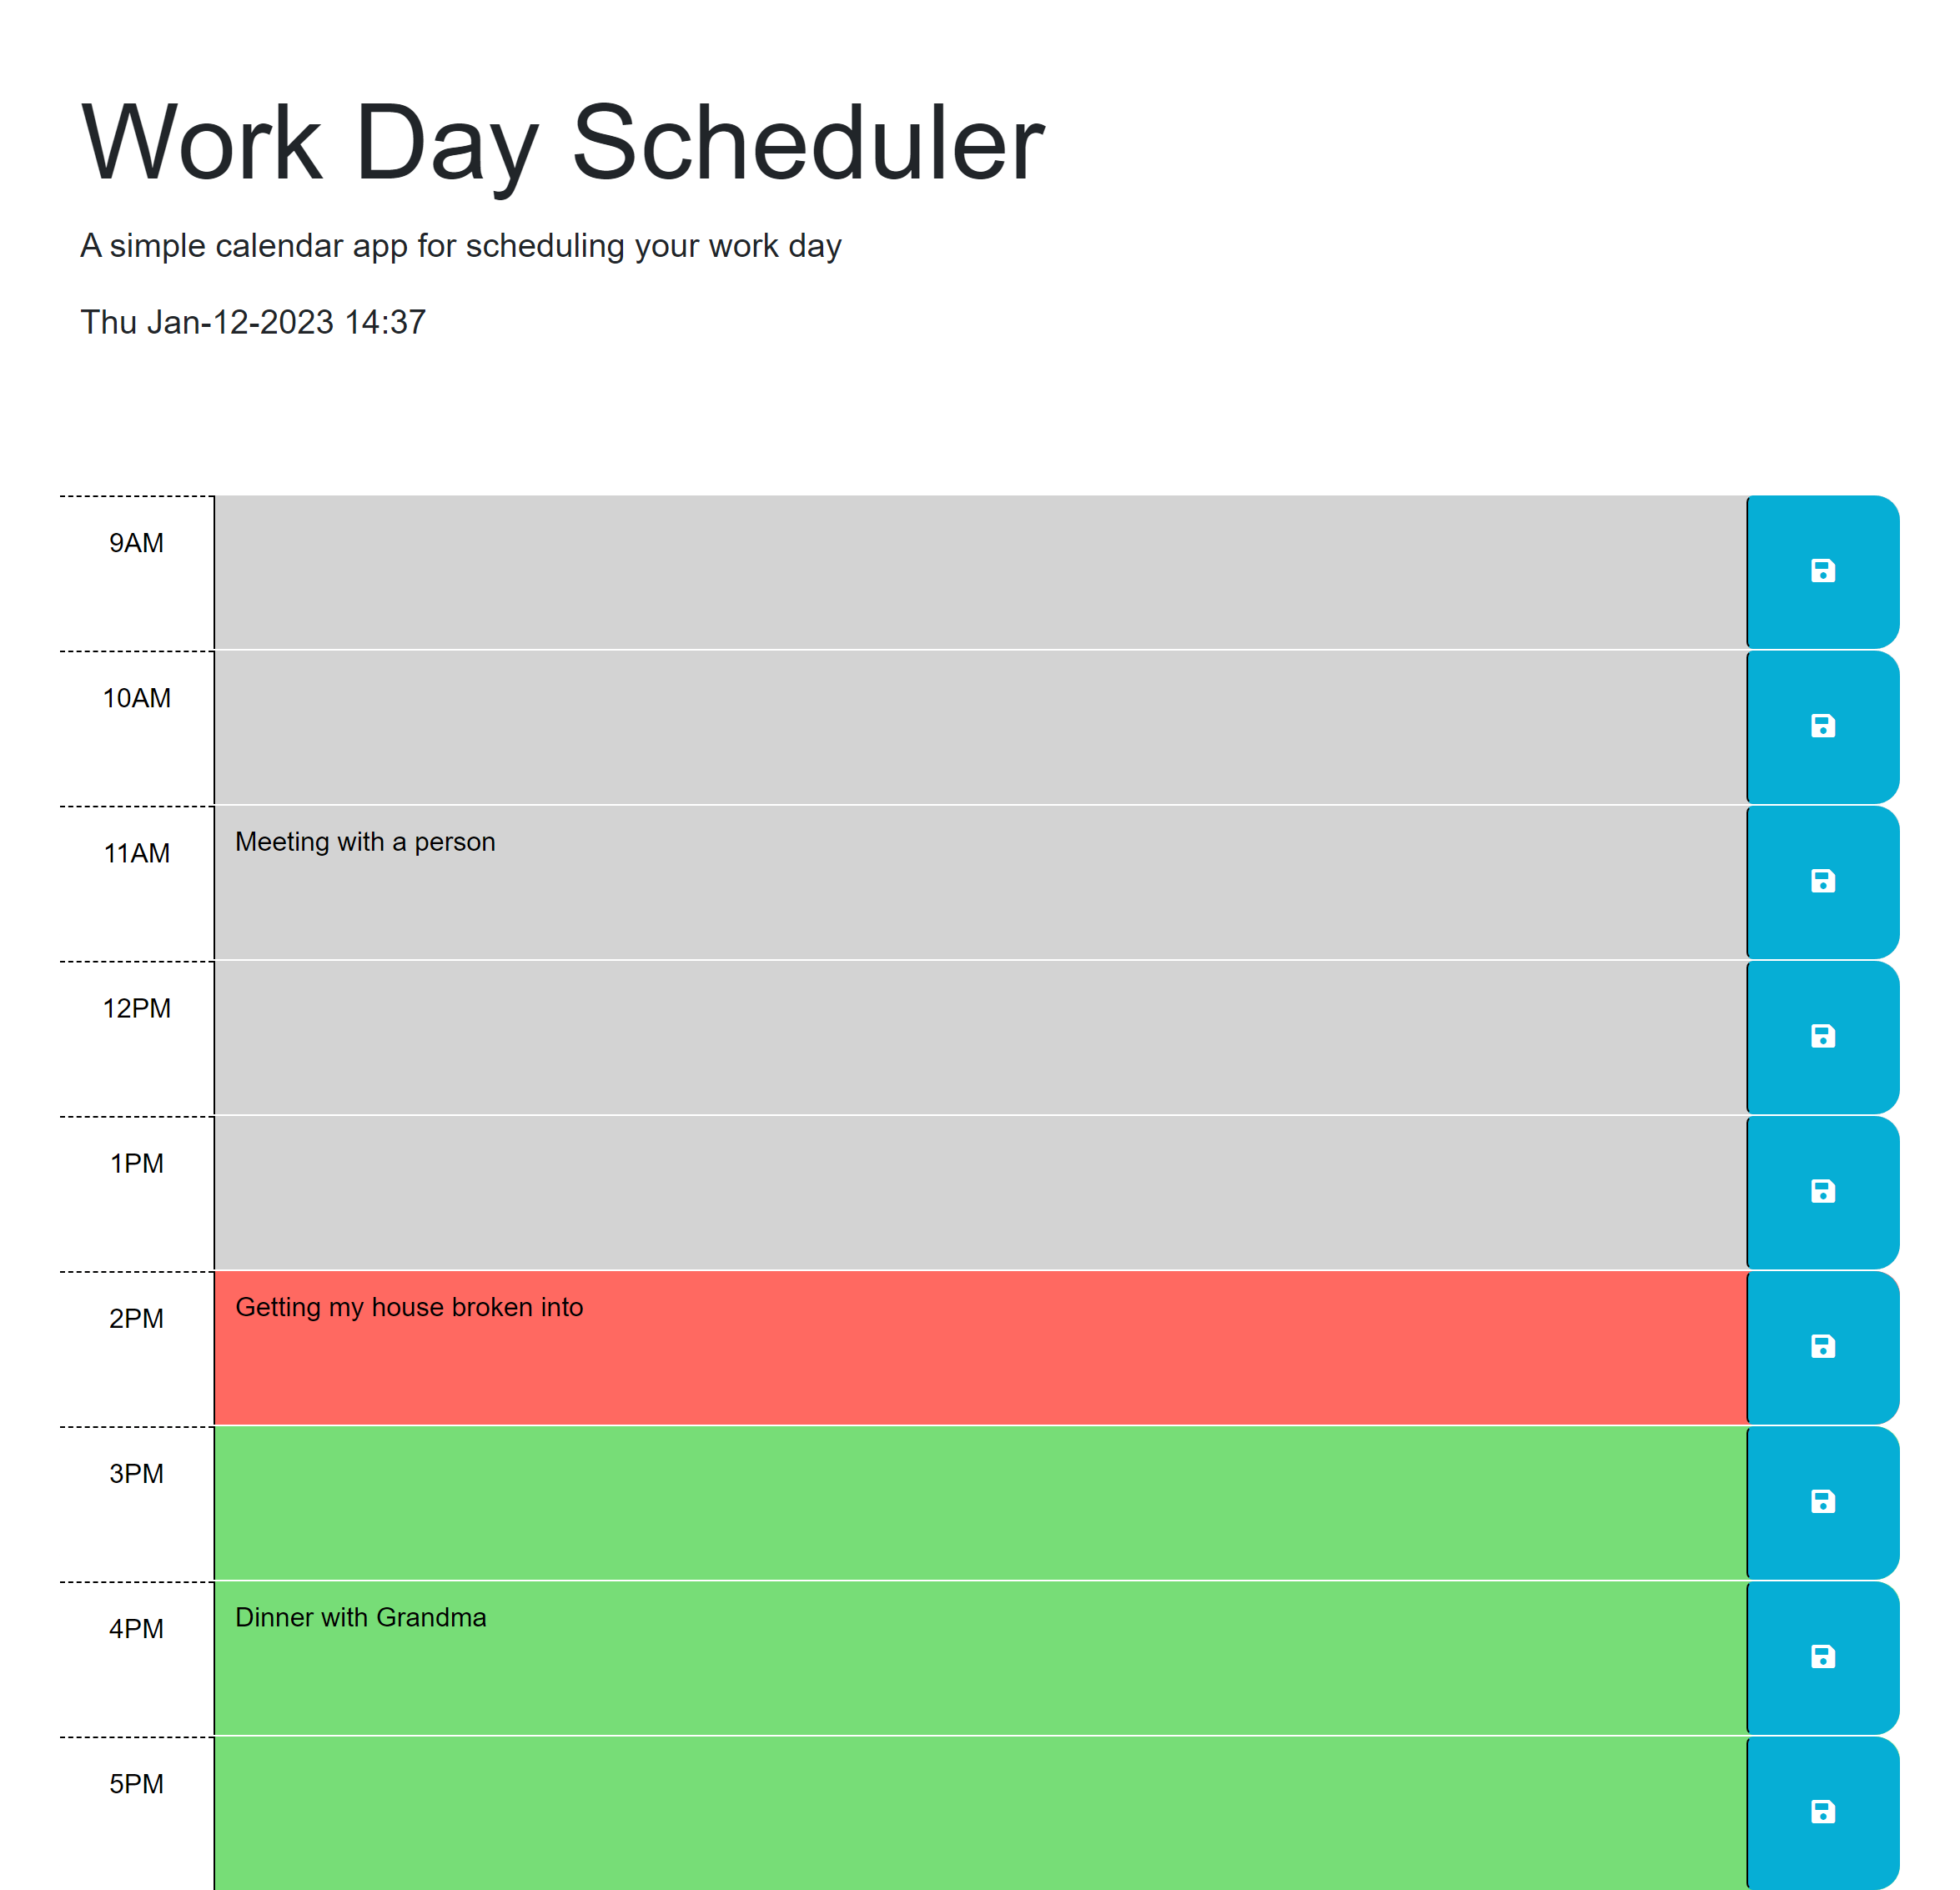 Work Day Scheduler
A simple calendar app for scheduling your work day
Thu Jan-12-2023 14:37
9AM
10AM
11AM
Meeting with a person
12PM
1PM
2PM
Getting my house broken into
3PM
4PM
Dinner with Grandma
5PM